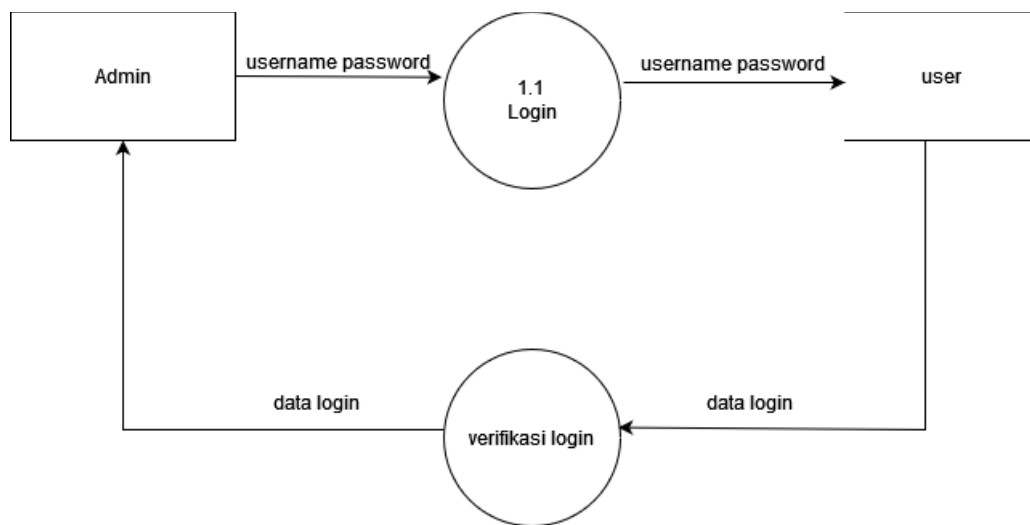 Admin
username password
1.1
Login
username password
user
data login
verifikasi login
data login